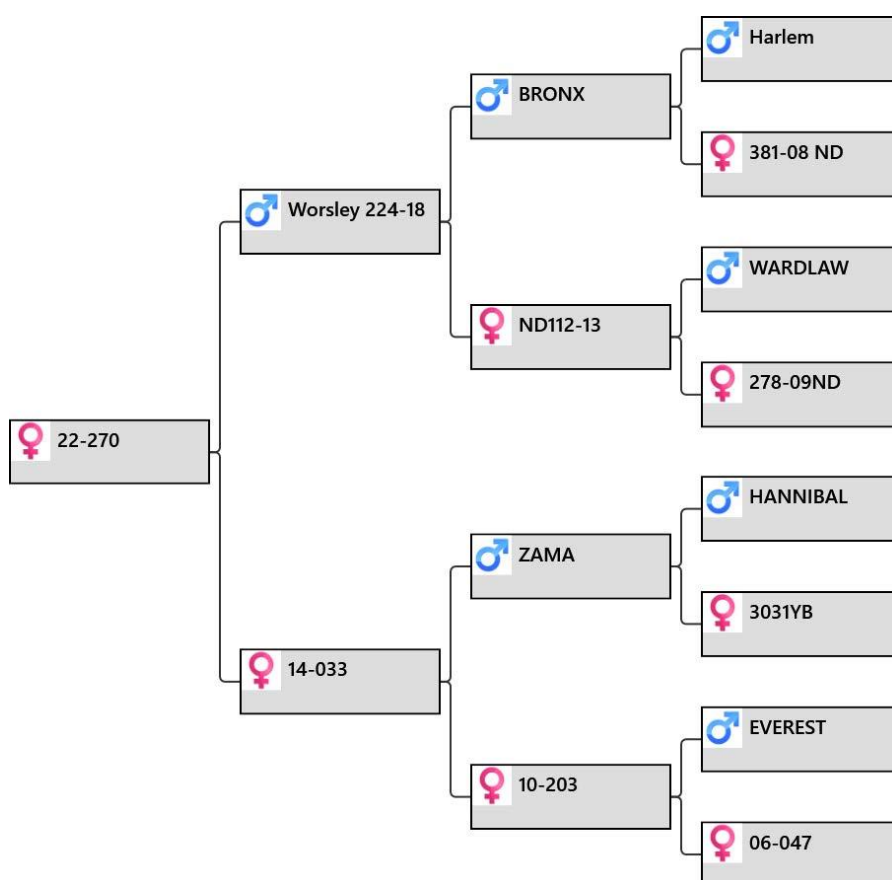 Harlem
BRONX
381-08 ND
Worsley 224-18
WARDLAW
ND112-13
278-09ND
22-270
HANNIBAL
ZAMA
3031YB
14-033
EVEREST
10-203
06-047